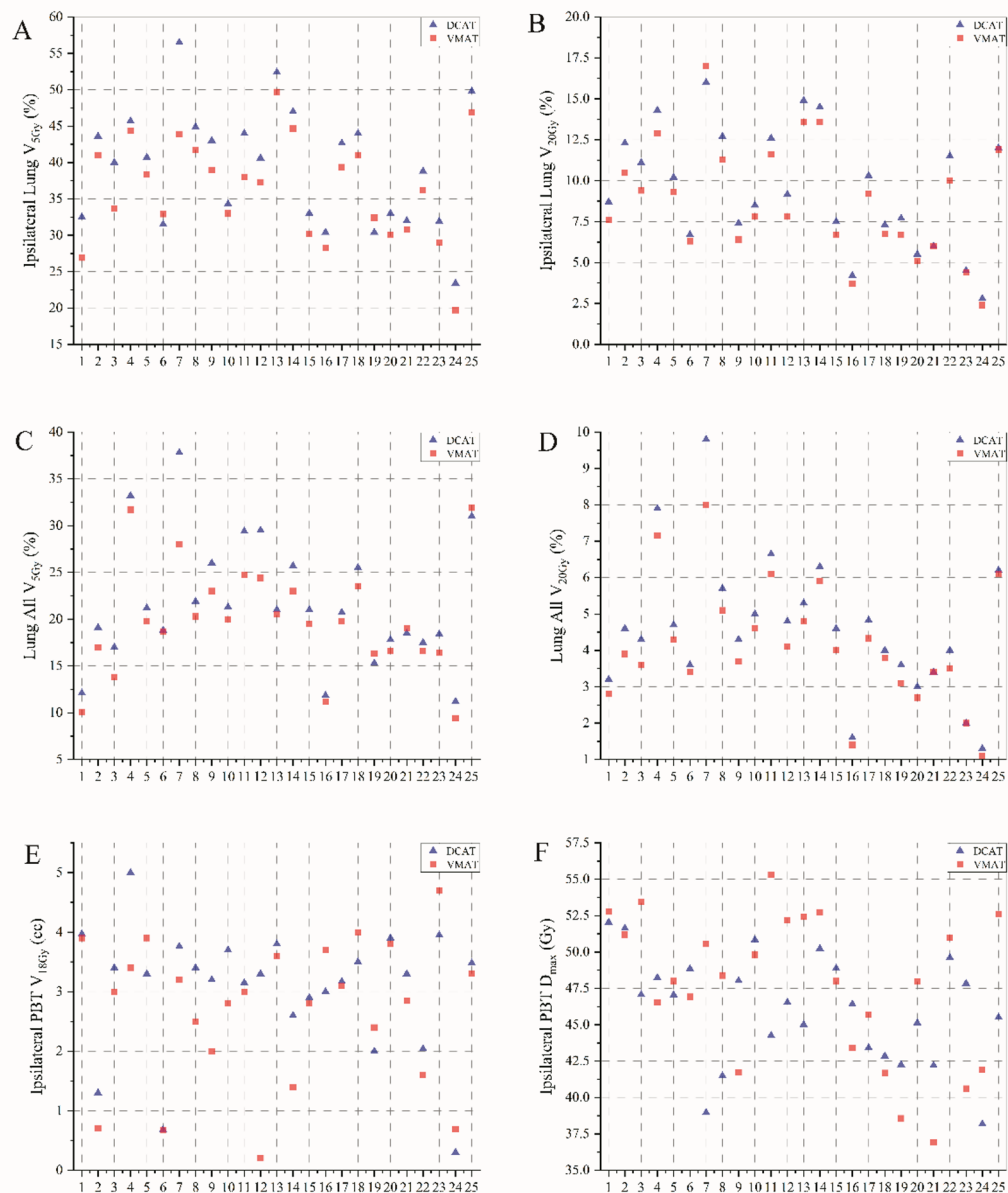 A
Ipsilateral Lung V5Gy (%)
60
55
50
45
40
35
30
25
20
15
DCAT
VMAT
1 2 3 4 5 6 7 8 9 10 11 12 13 14 15 16 17 18 19 20 21 22 23 24 25
B
Ipsilateral Lung V20Gy (%)
20.0
17.5
15.0
12.5
10.0
7.5
5.0
2.5
0.0
DCAT
VMAT
1 2 3 4 5 6 7 8 9 10 11 12 13 14 15 16 17 18 19 20 21 22 23 24 25
C
Lung All V5Gy (%)
40
35
30
25
20
15
10
5
DCAT
VMAT
1 2 3 4 5 6 7 8 9 10 11 12 13 14 15 16 17 18 19 20 21 22 23 24 25
D
Lung All V20Gy (%)
10
9
8
7
6
5
4
3
2
1
DCAT
VMAT
1 2 3 4 5 6 7 8 9 10 11 12 13 14 15 16 17 18 19 20 21 22 23 24 25
E
Ipsilateral PBT V18Gy (cc)
5
4
3
2
1
0
DCAT
VMAT
1 2 3 4 5 6 7 8 9 10 11 12 13 14 15 16 17 18 19 20 21 22 23 24 25
F
Ipsilateral PBT Dmax (Gy)
57.5
55.0
52.5
50.0
47.5
45.0
42.5
40.0
37.5
35.0
DCAT
VMAT
1 2 3 4 5 6 7 8 9 10 11 12 13 14 15 16 17 18 19 20 21 22 23 24 25